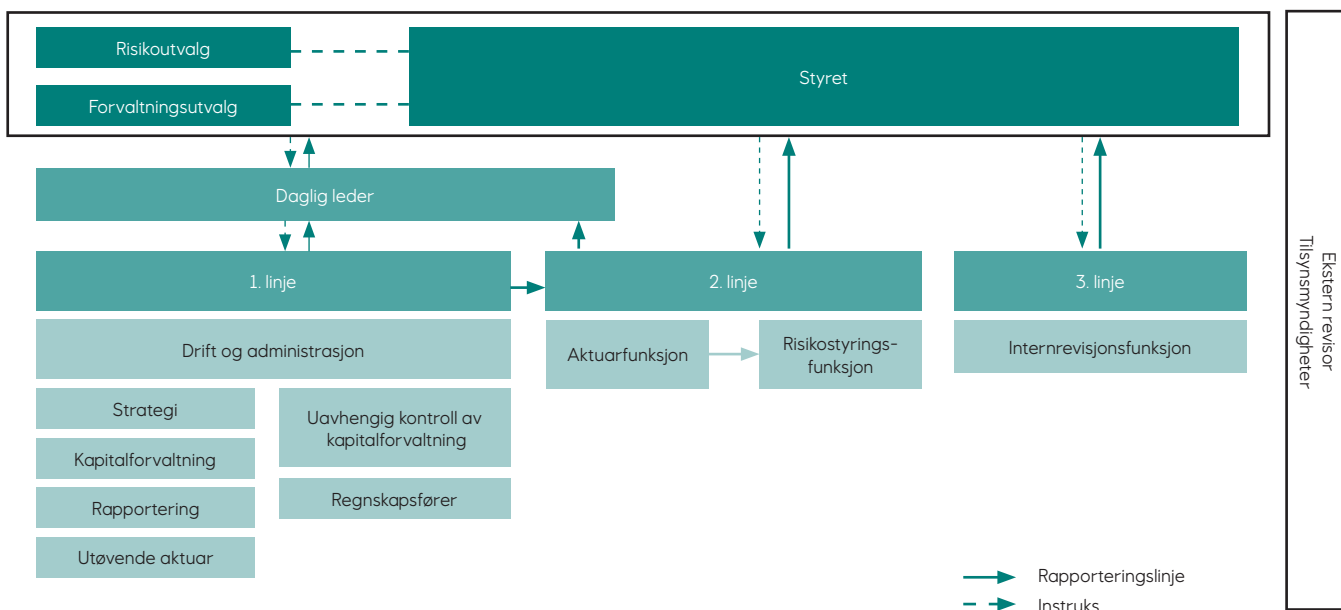 Risikoutvalg
Forvaltningsutvalg
Styret
Daglig leder
1. linje
2. linje
3. linje
Drift og administrasjon
Strategi
Kapitalforvaltning
Rapportering
Utøvende aktuar
Uavhengig kontroll av
kapitalforvaltning
Regnskapsfører
Aktuarfunksjon
Risikostyrings-
funksjon
Internrevisjonsfunksjon
Ekstern revisor
Tilsynsmyndigheter
Rapporteringslinje
Instruks